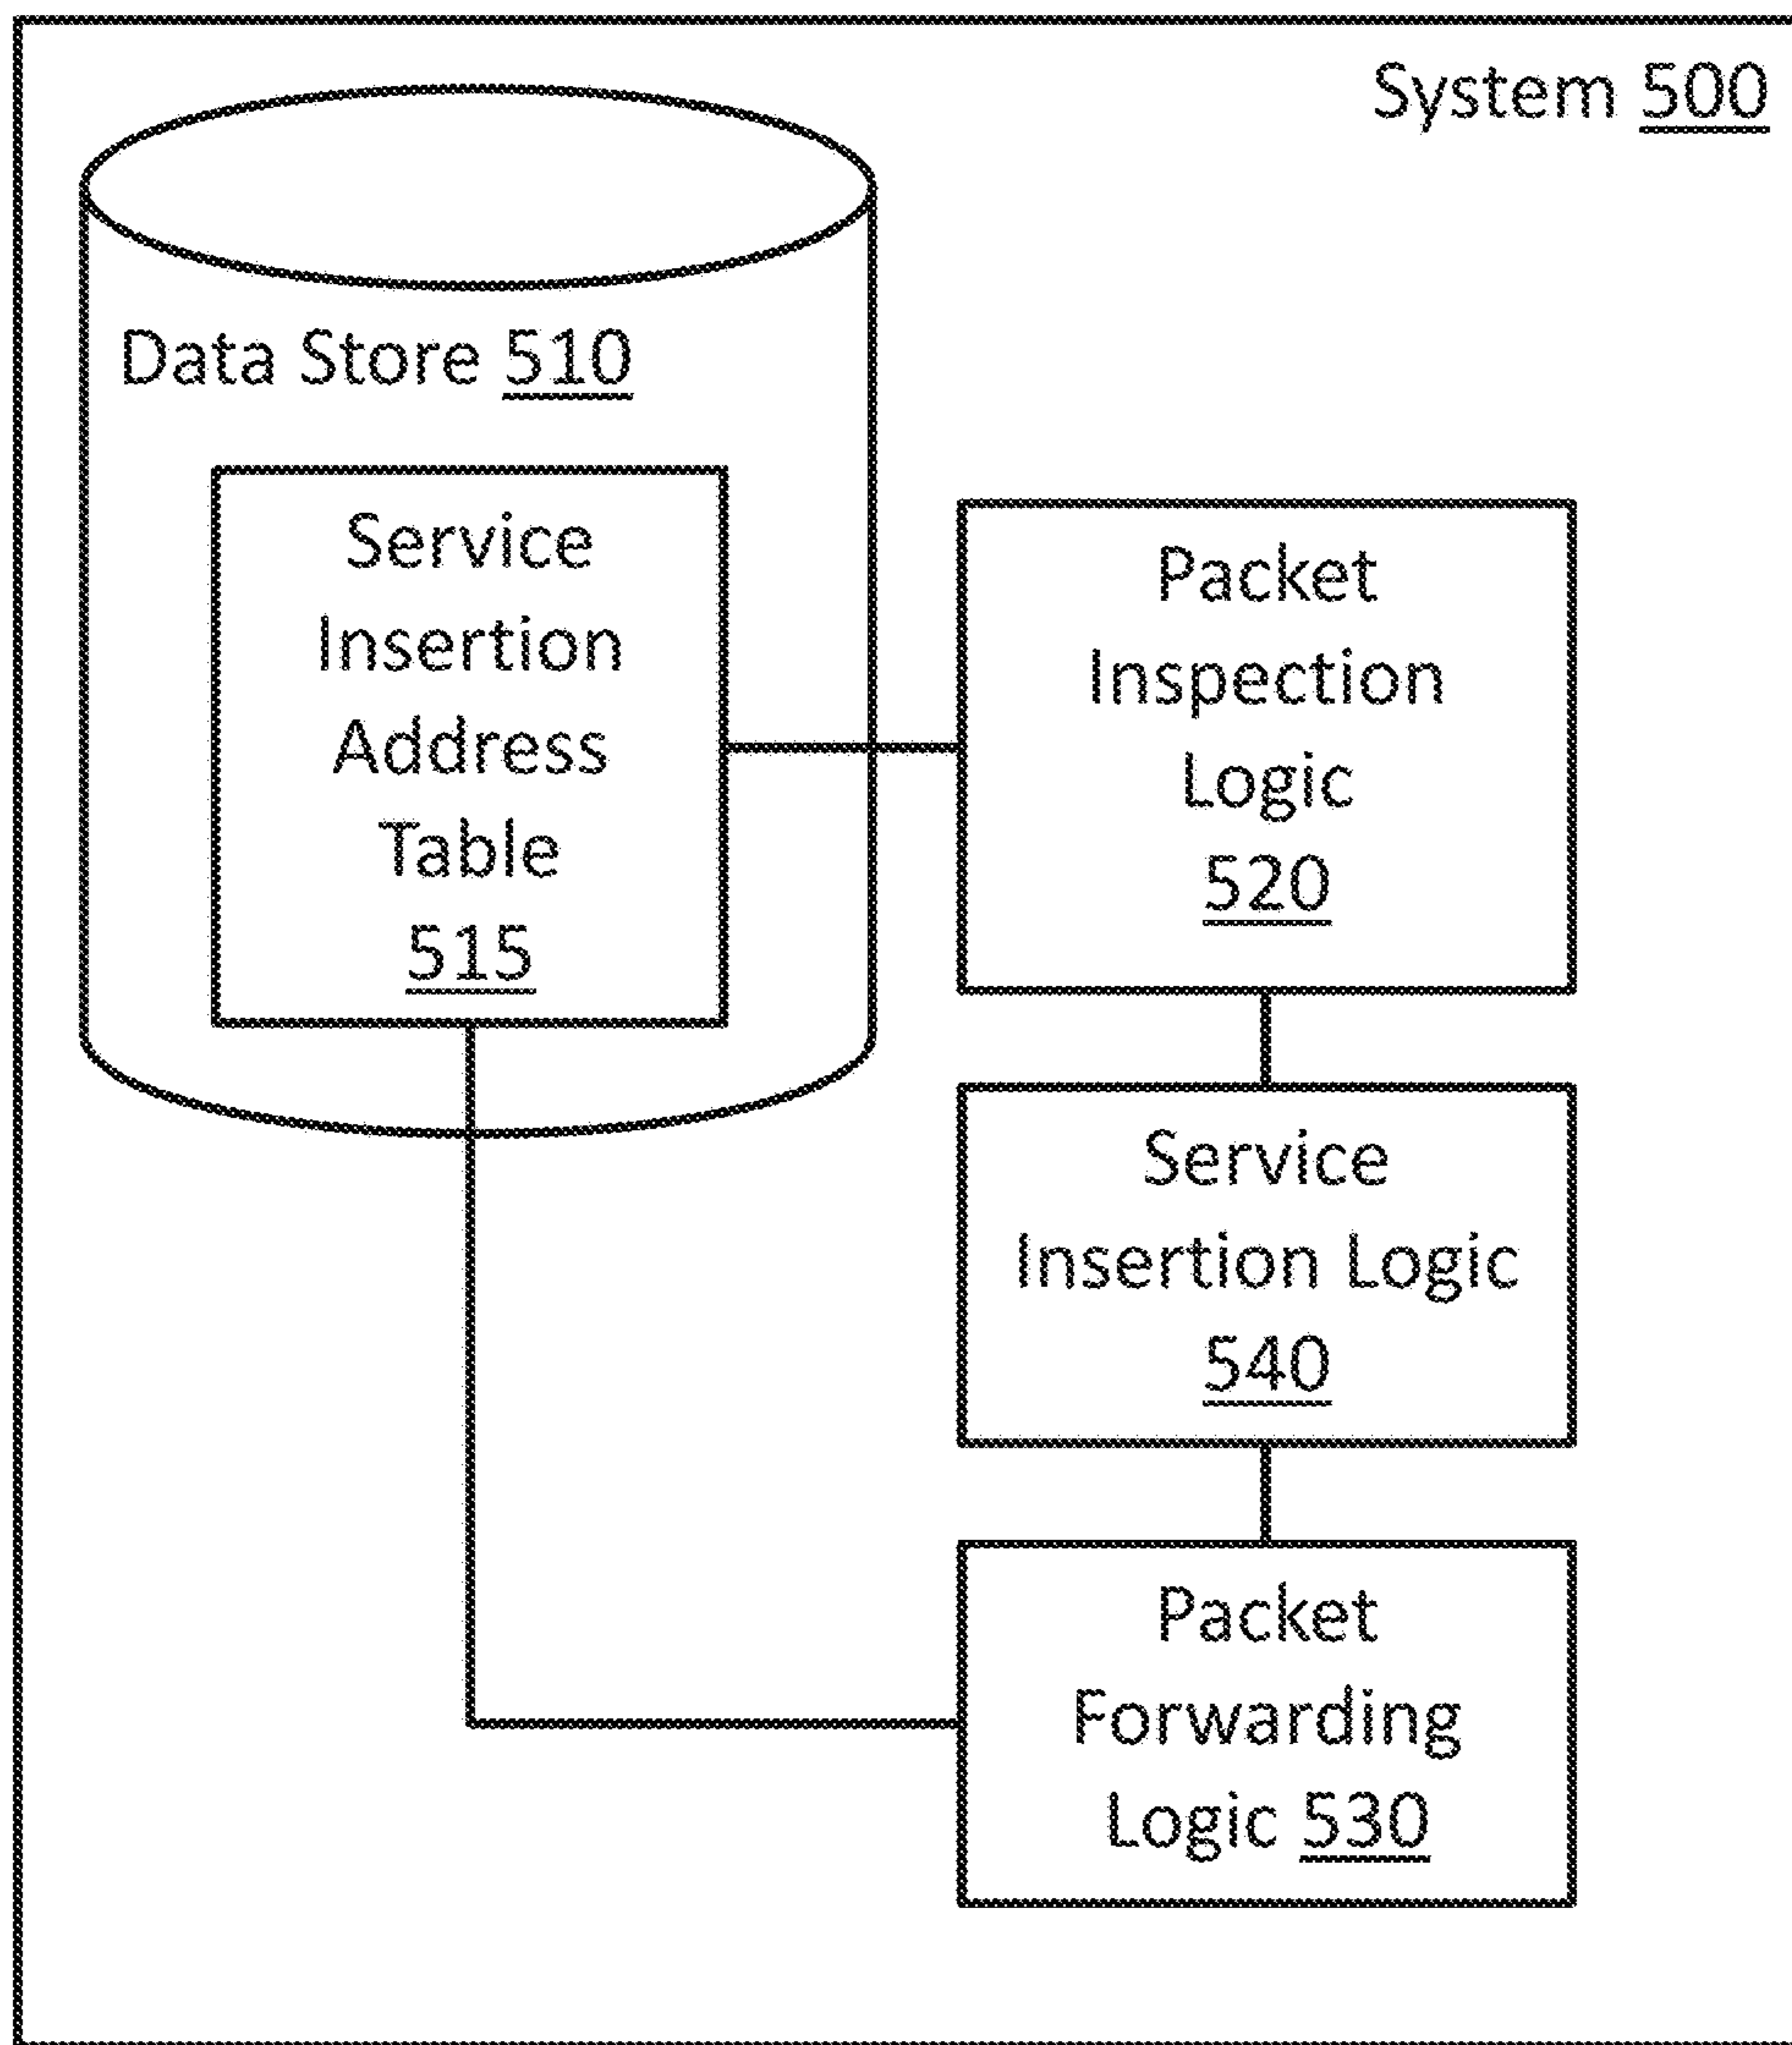 System 500
Data Store 510
Service
Insertion
Address
Table
515
Packet
Inspection
Logic
520
Service
Insertion Logic
540
Packet
Forwarding
Logic 530